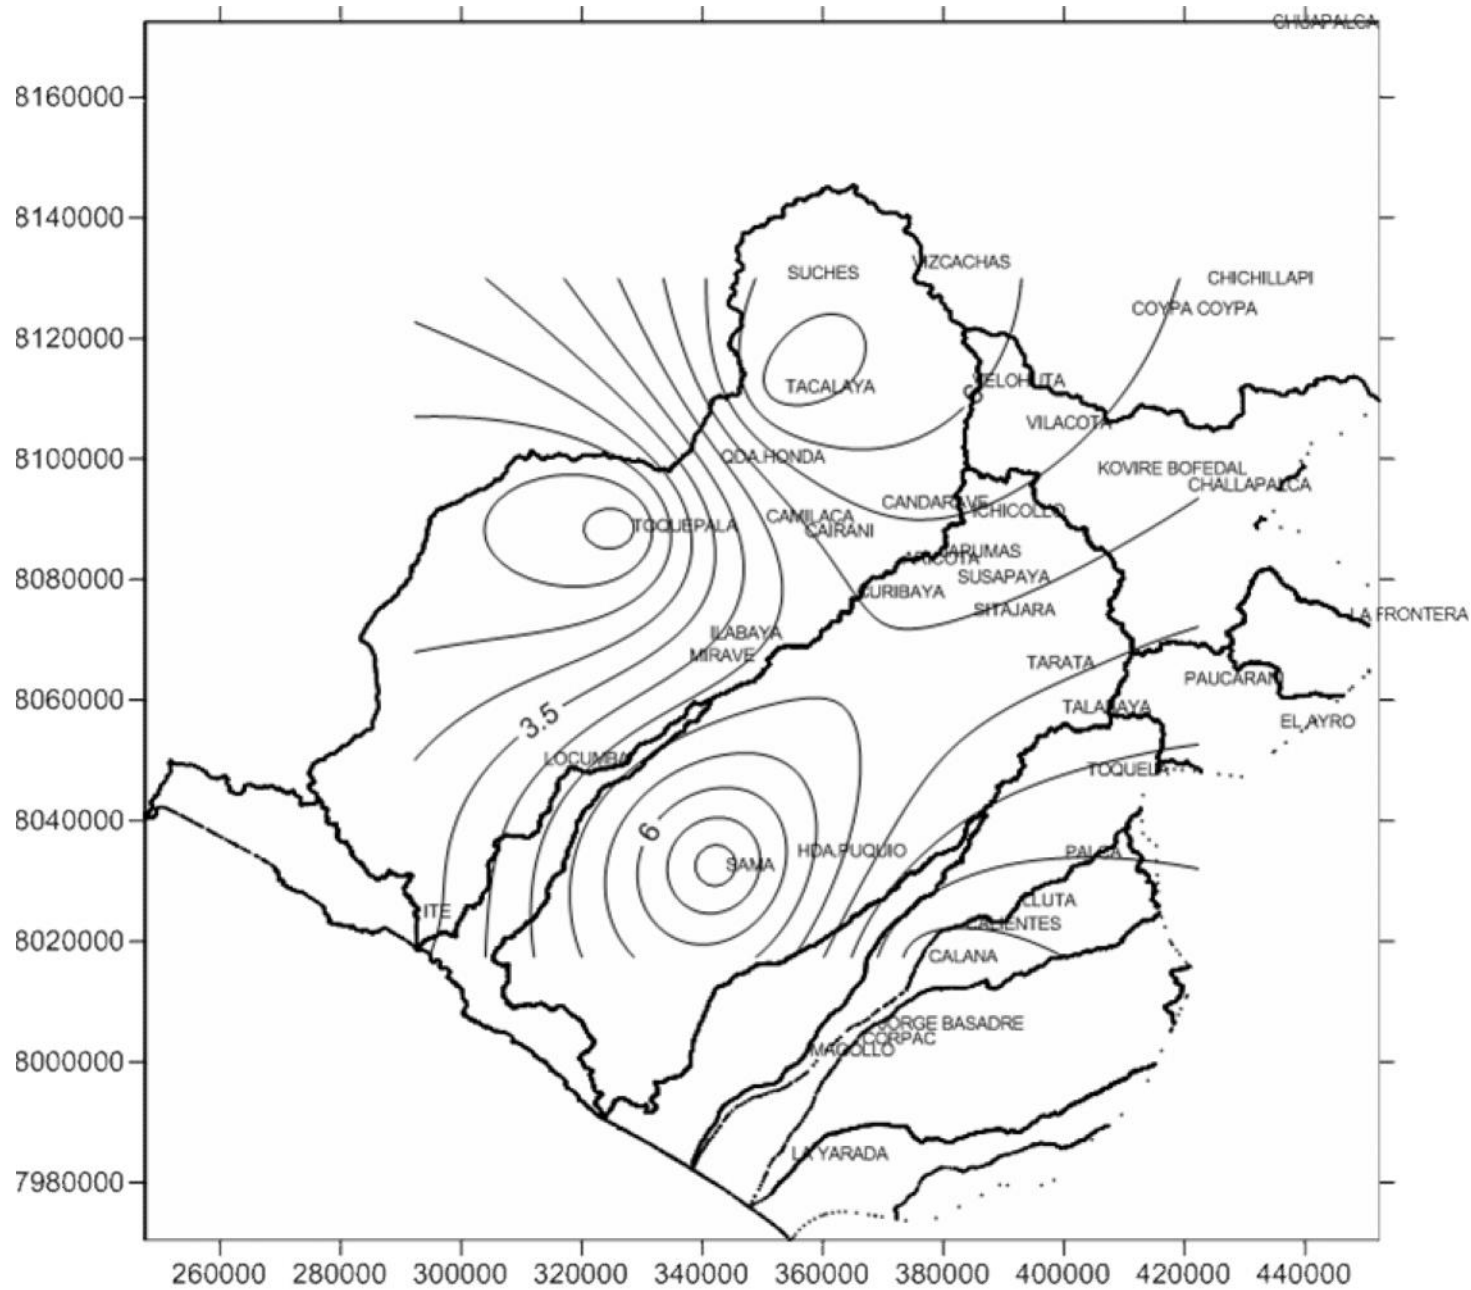 CHUAPALCA
8160000
8140000
VIZCACHAS
SUCHES
CHICHILLAPI
COYPA COYPA
8120000
TACALAYA
VILACOTA
8100000
QDA.HONDA
KOVIRE BOFEDAL
CHALLAPALCA
CANDARAVE
ICHICOLLO
CAMILACA
TOQUEPALA
CAIRANI
8080000
SUSAPAYA
CURIBAYA
SITAJARA
LA FRONTERA
ILABAYA
MIRAVE
TARATA
PAUCARANI
8060000
TALABAYA
3.5
EL AYRO
LOCUMBA
TOQUELA
8040000
6
HDA.PUQUIO
PALCA
SAMA
ITE
LLUTA
CALIENTES
8020000
CALANA
JORGE BASADRE
CORPAC
MAGOLLO
8000000
LA YARADA
7980000
260000 280000 300000 320000 340000 360000 380000 400000 420000 440000